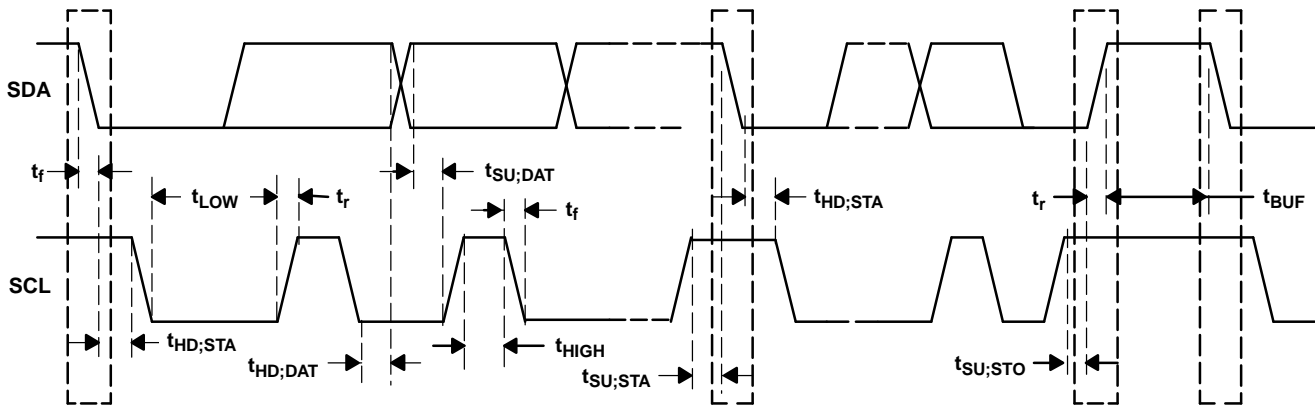 SDA
t_f
t_LOW
t_r
t_SU;DAT
t_f
t_HD;STA
t_r
t_BUF
SCL
t_HD;STA
t_HD;DAT
t_HIGH
t_SU;STA
t_SU;STO